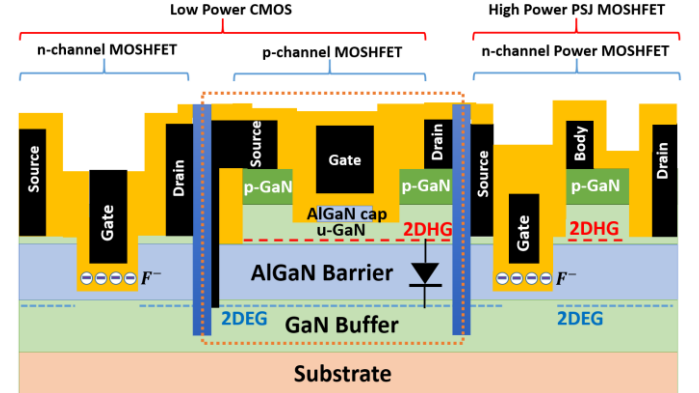 Low Power CMOS
High Power PSJ MOSHFET
n-channel MOSHFET
p-channel MOSHFET
n-channel Power MOSHFET
Source
Gate
Drain
Source
Gate
Drain
Source
Gate
Body
Drain
p-GaN
p-GaN
p-GaN
AlGaN cap
u-GaN
2DHG
2DHG
F⁻
AlGaN Barrier
F⁻
2DEG
GaN Buffer
2DEG
Substrate